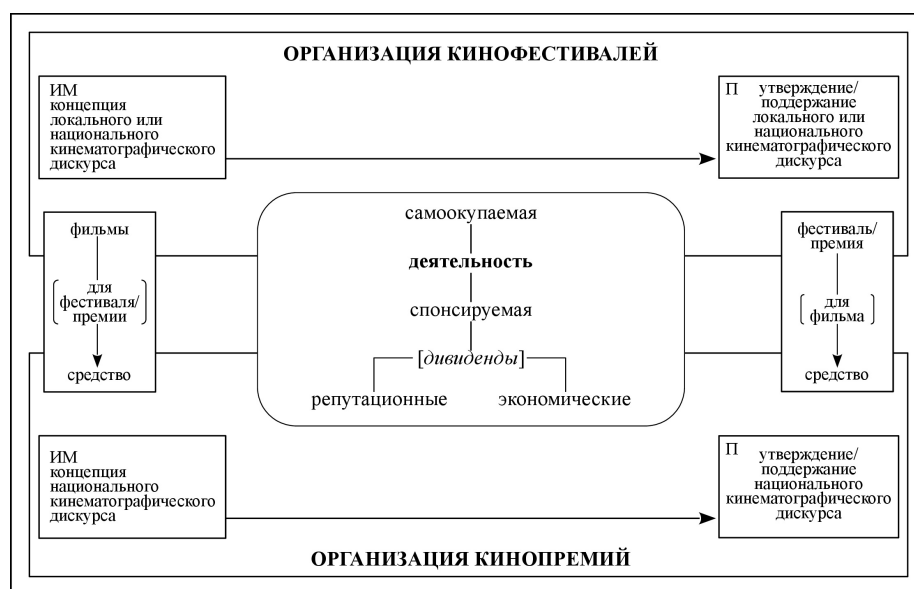 ОРГАНИЗАЦИЯ КИНОФЕСТИВАЛЕЙ
ИМ
концепция
локального или
национального
кинематографического
дискурса
П утверждение/
поддержание
локального или
национального
кинематографического
дискурса
фильмы
для
фестиваля/
премии
средство
самоокупаемая
деятельность
спонсируемая
[дивиденды]
репутационные экономические
фестиваль/
премия
для
фильма
средство
ИМ
концепция
национального
кинематографического
дискурса
П утверждение/
поддержание
национального
кинематографического
дискурса
ОРГАНИЗАЦИЯ КИНОПРЕМИЙ